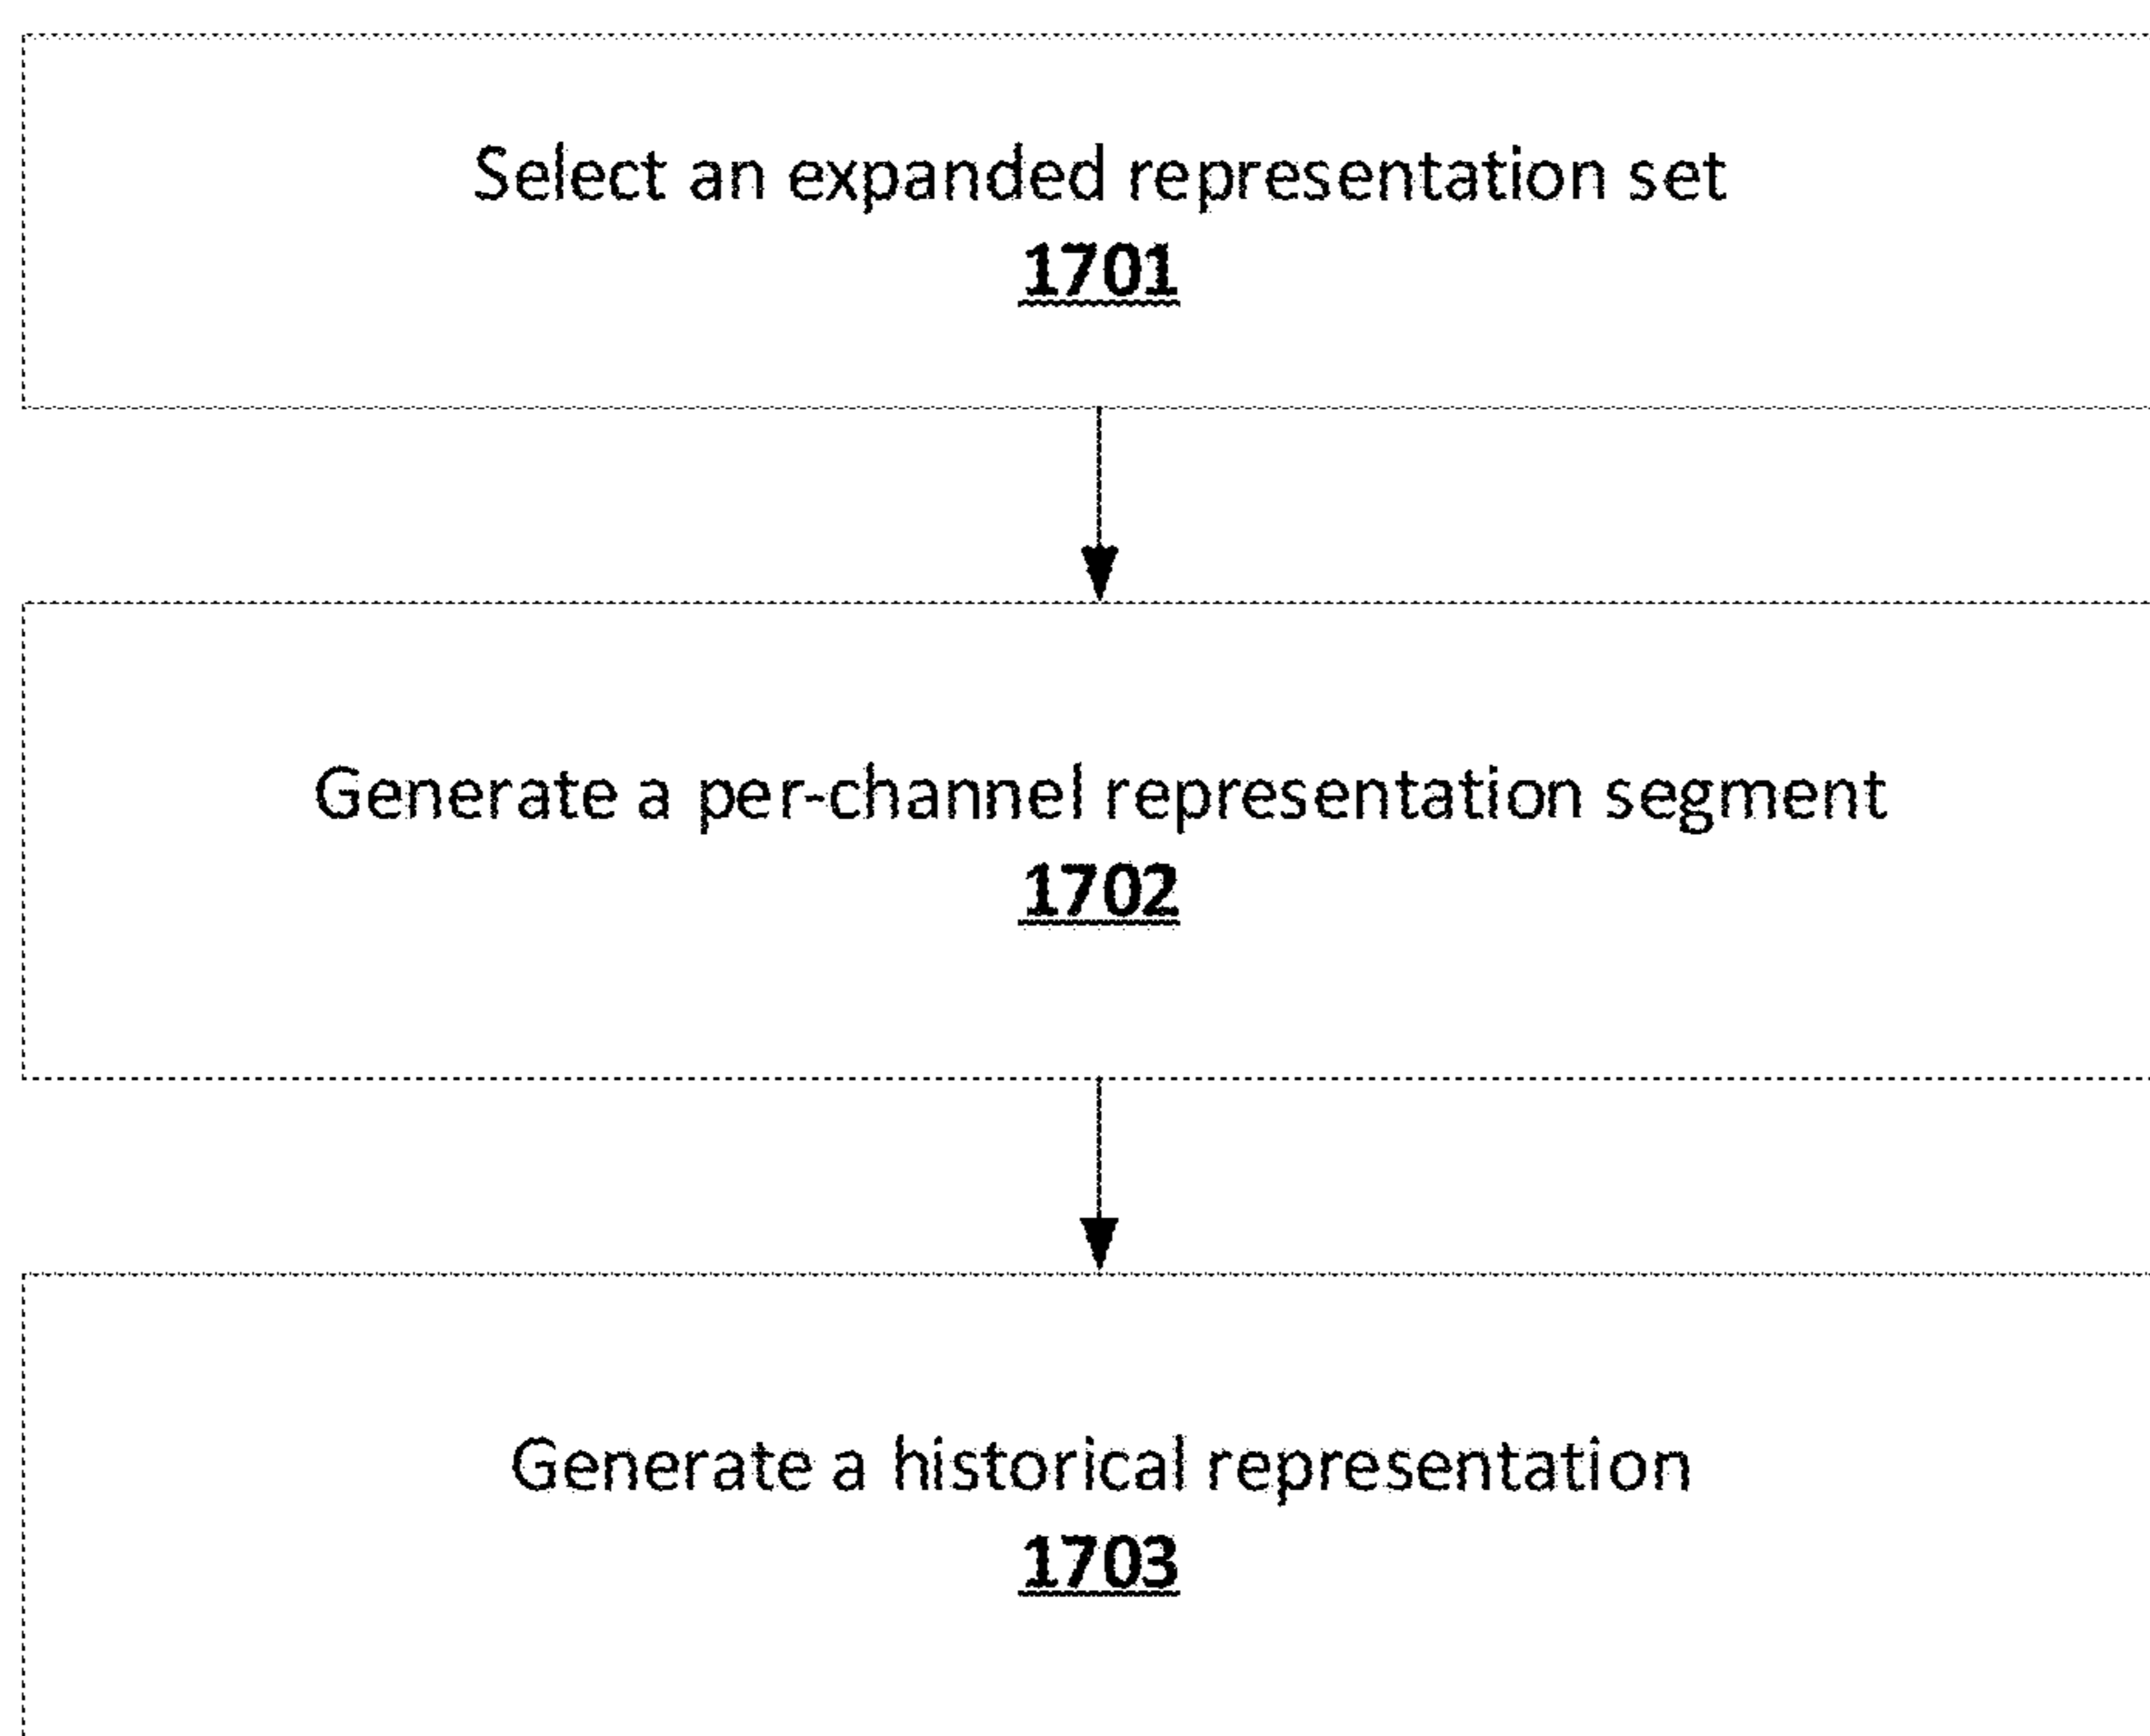 Select an expanded representation set
1701
Generate a per-channel representation segment
1702
Generate a historical representation
1703